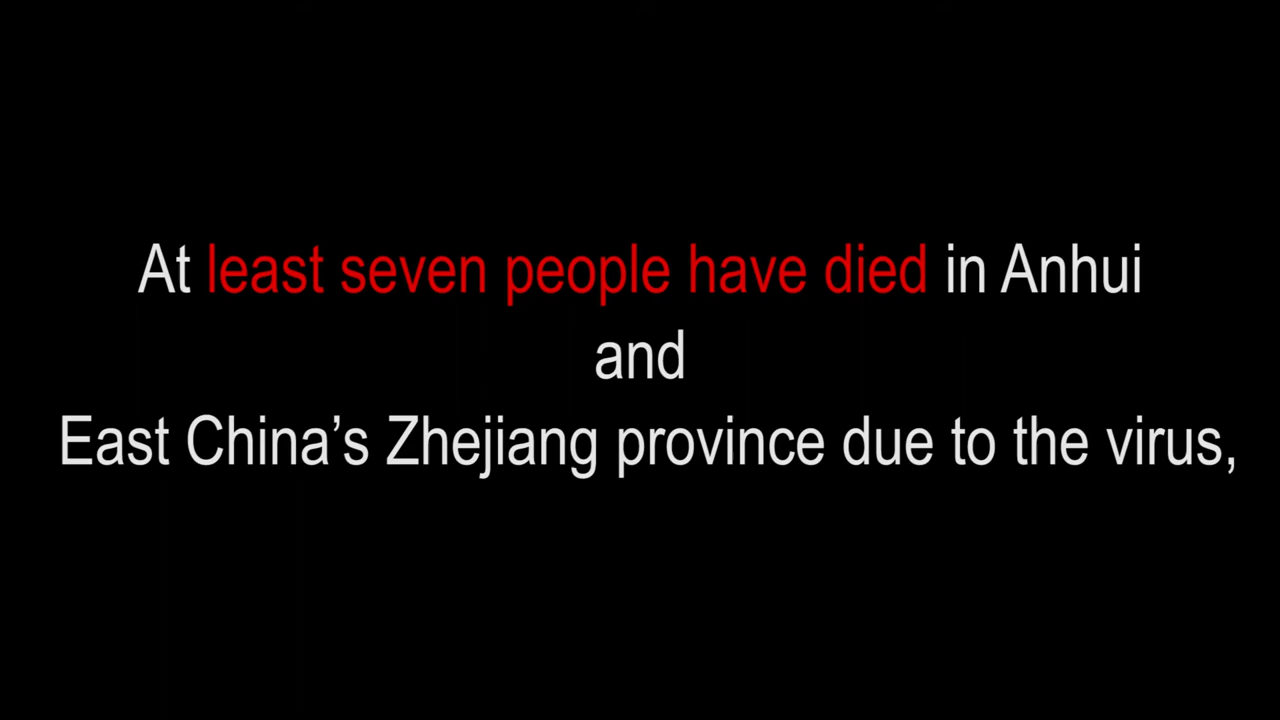 At least seven people have died in Anhui
and
East China’s Zhejiang province due to the virus,